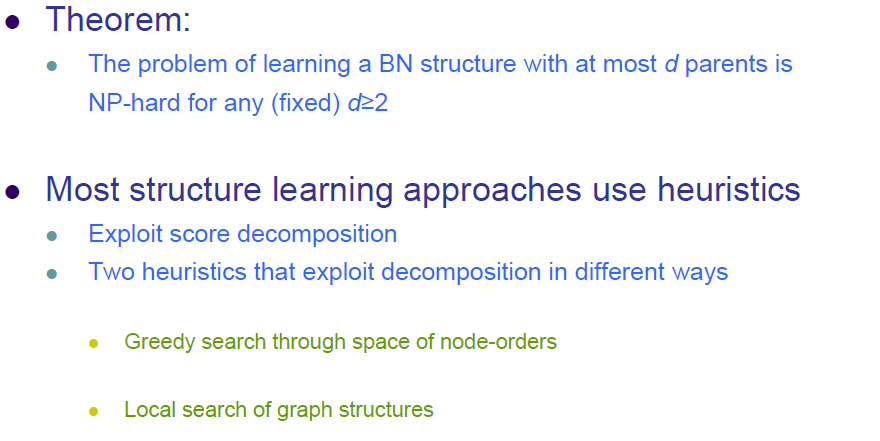 Theorem:
The problem of learning a BN structure with at most d parents is
NP-hard for any (fixed) d≥2
Most structure learning approaches use heuristics
Exploit score decomposition
Two heuristics that exploit decomposition in different ways
Greedy search through space of node-orders
Local search of graph structures